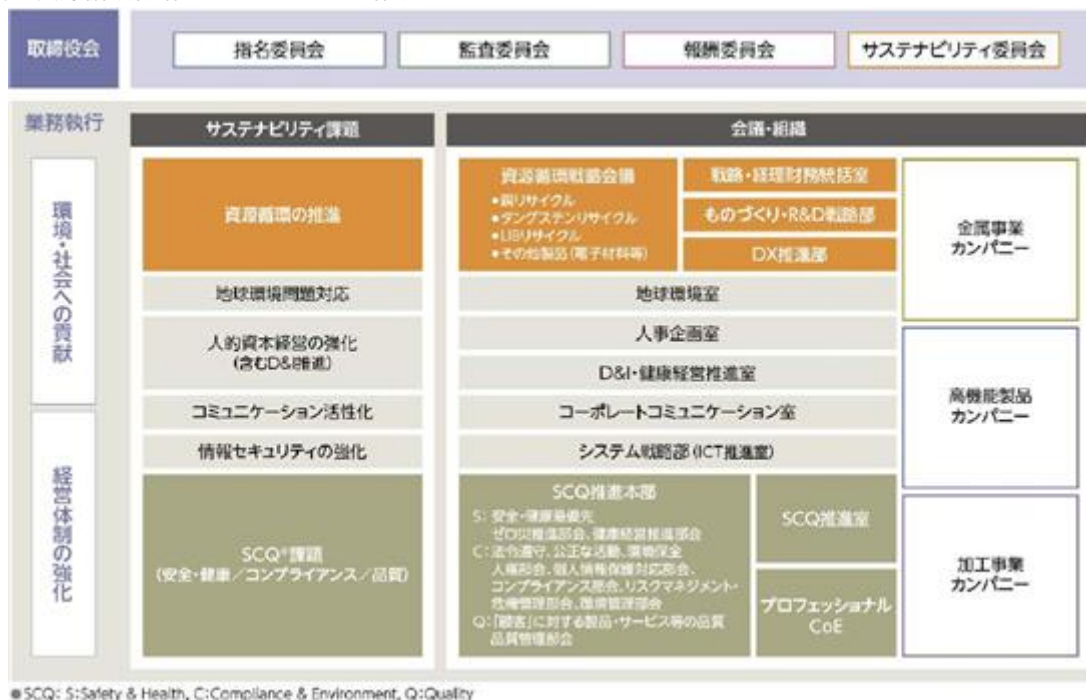 取締役会
指名委員会
監査委員会
報酬委員会
サステナビリティ委員会
業務執行
サステナビリティ課題
会議・組織
環境・社会への貢献
資源循環の推進
資源循環戦略会議
●銅リサイクル
●タングステンリサイクル
●LIBリサイクル
●その他製品(電子材料等)
戦略・経理財務統括室
ものづくり・R&D戦略部
DX推進部
金属事業
カンパニー
地球環境問題対応
地球環境室
人的資本経営の強化
(含むD&I推進)
人事企画室
D&I・健康経営推進室
高機能製品
カンパニー
経営体制の強化
コミュニケーション活性化
コーポレートコミュニケーション室
情報セキュリティの強化
システム戦略部(ICT推進室)
SCQ※課題
(安全・健康/コンプライアンス/品質)
SCQ推進本部
S: 安全・健康最優先
ゼロ災推進部会、健康経営推進部会
C: 法令遵守、公正な活動、環境保全
人権部会、個人情報保護対応部会、
コンプライアンス部会、リスクマネジメント・
危機管理部会、環境管理部会
Q:「顧客」に対する製品・サービス等の品質
品質管理部会
SCQ推進室
プロフェッショナル
CoE
加工事業
カンパニー
●SCQ: S:Safety & Health, C:Compliance & Environment, Q:Quality